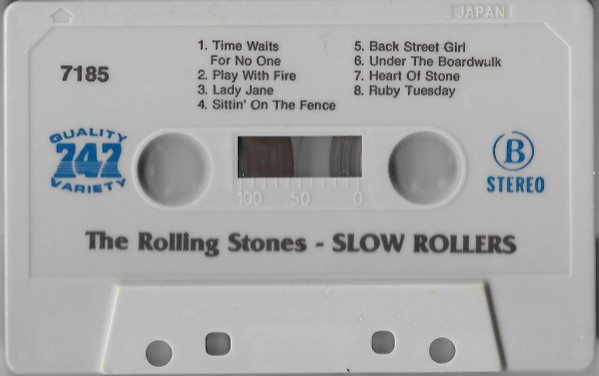 JAPAN
7185
1. Time Waits
For No One
2. Play With Fire
3. Lady Jane
4. Sittin' On The Fence
5. Back Street Girl
6. Under The Boardwulk
7. Heart Of Stone
8. Ruby Tuesday
QUALITY
747
VARIETY
B
STEREO
100 50 0
The Rolling Stones - SLOW ROLLERS